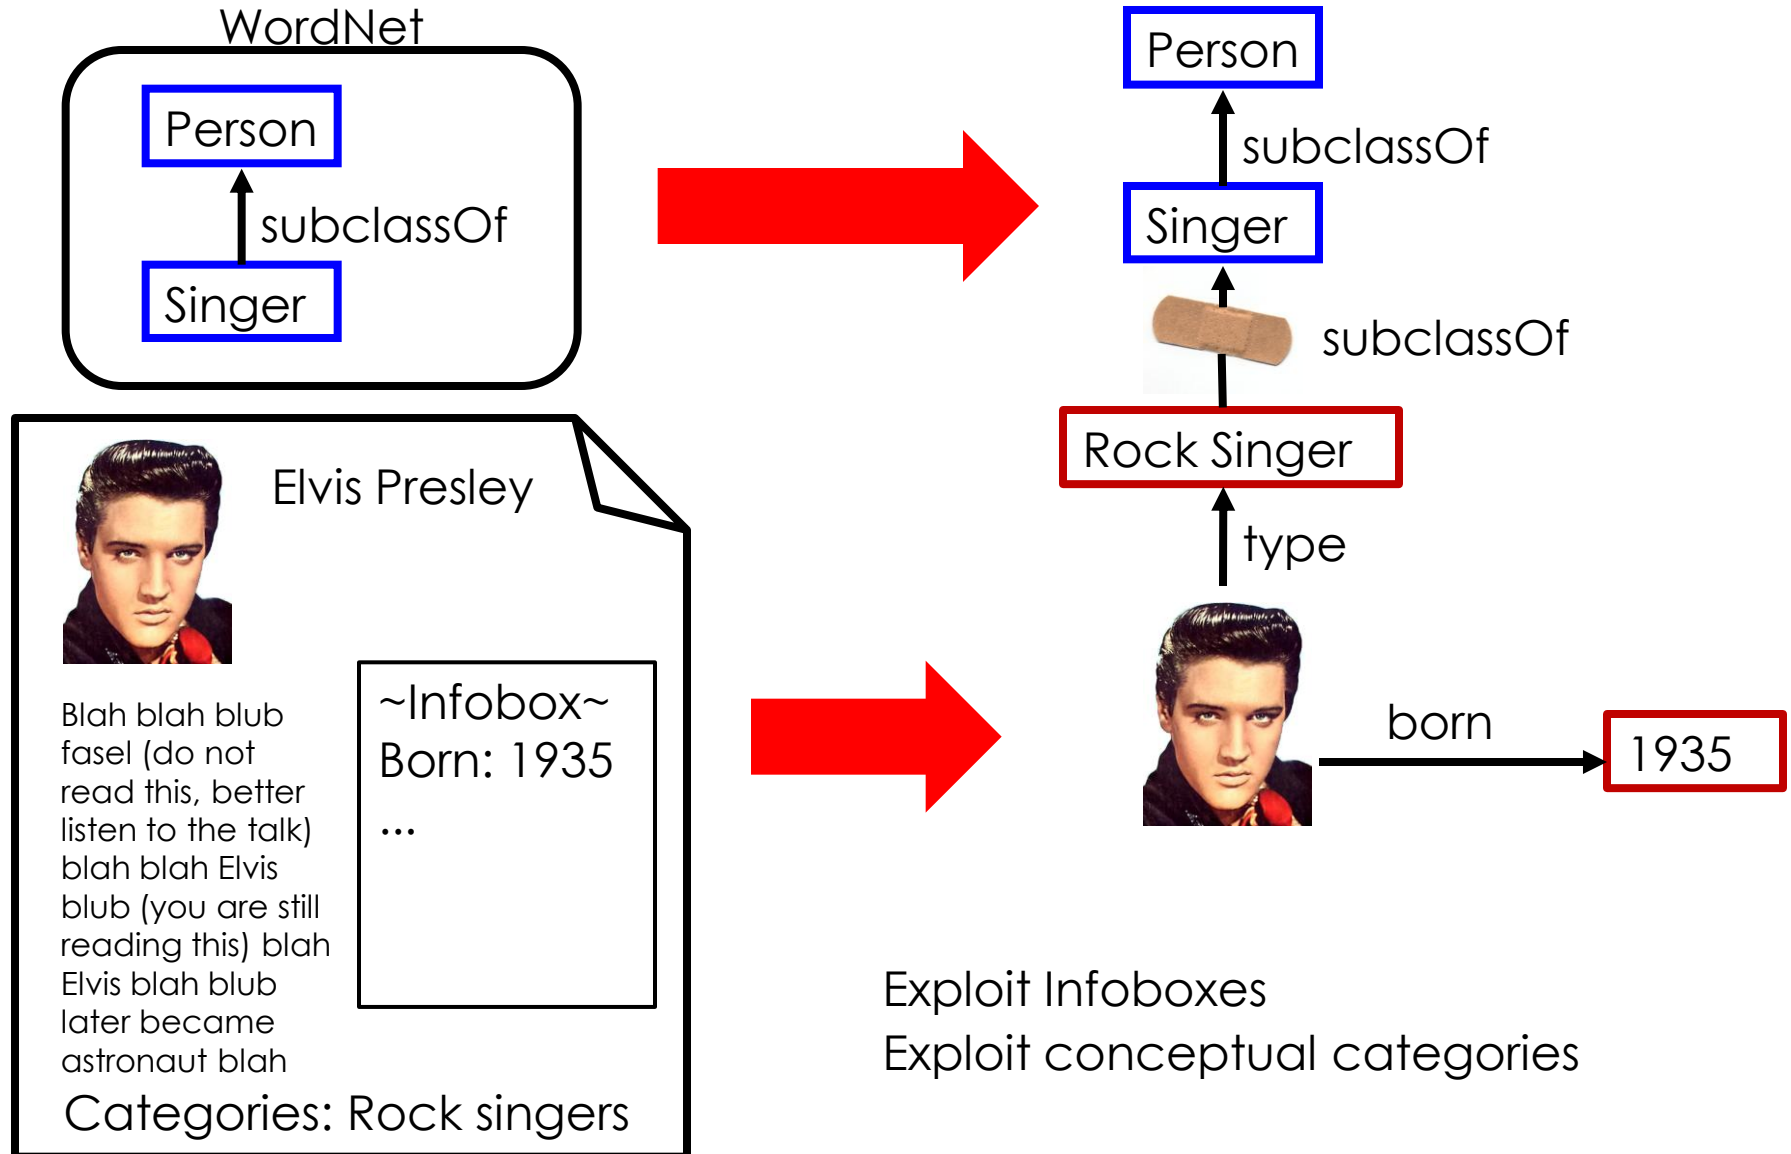 WordNet
Person
subclassOf
Singer
Elvis Presley
Blah blah blub
fasel (do not
read this, better
listen to the talk)
blah blah Elvis
blub (you are still
reading this) blah
Elvis blah blub
later became
astronaut blah
~Infobox~
Born: 1935
...
Categories: Rock singers
Person
subclassOf
Singer
subclassOf
Rock Singer
type
born
1935
Exploit Infoboxes
Exploit conceptual categories